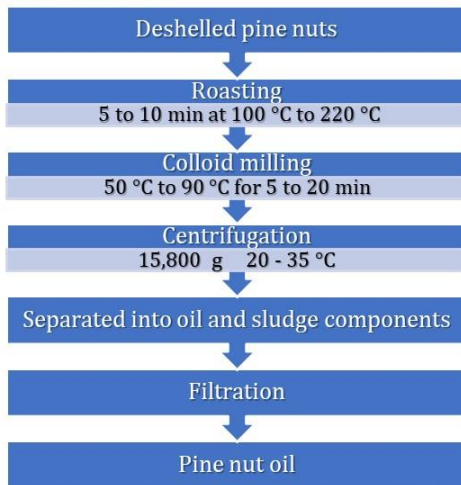 Deshelled pine nuts
Roasting
5 to 10 min at 100 °C to 220 °C
Colloid milling
50 °C to 90 °C for 5 to 20 min
Centrifugation
15,800 g 20 - 35 °C
Separated into oil and sludge components
Filtration
Pine nut oil